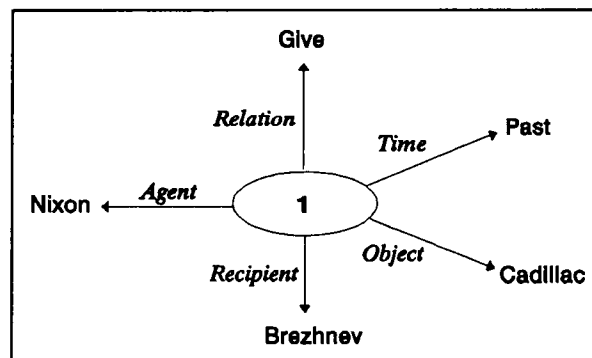 Give
Relation
Time
Past
Nixon
Agent
1
Recipient
Object
Cadillac
Brezhnev